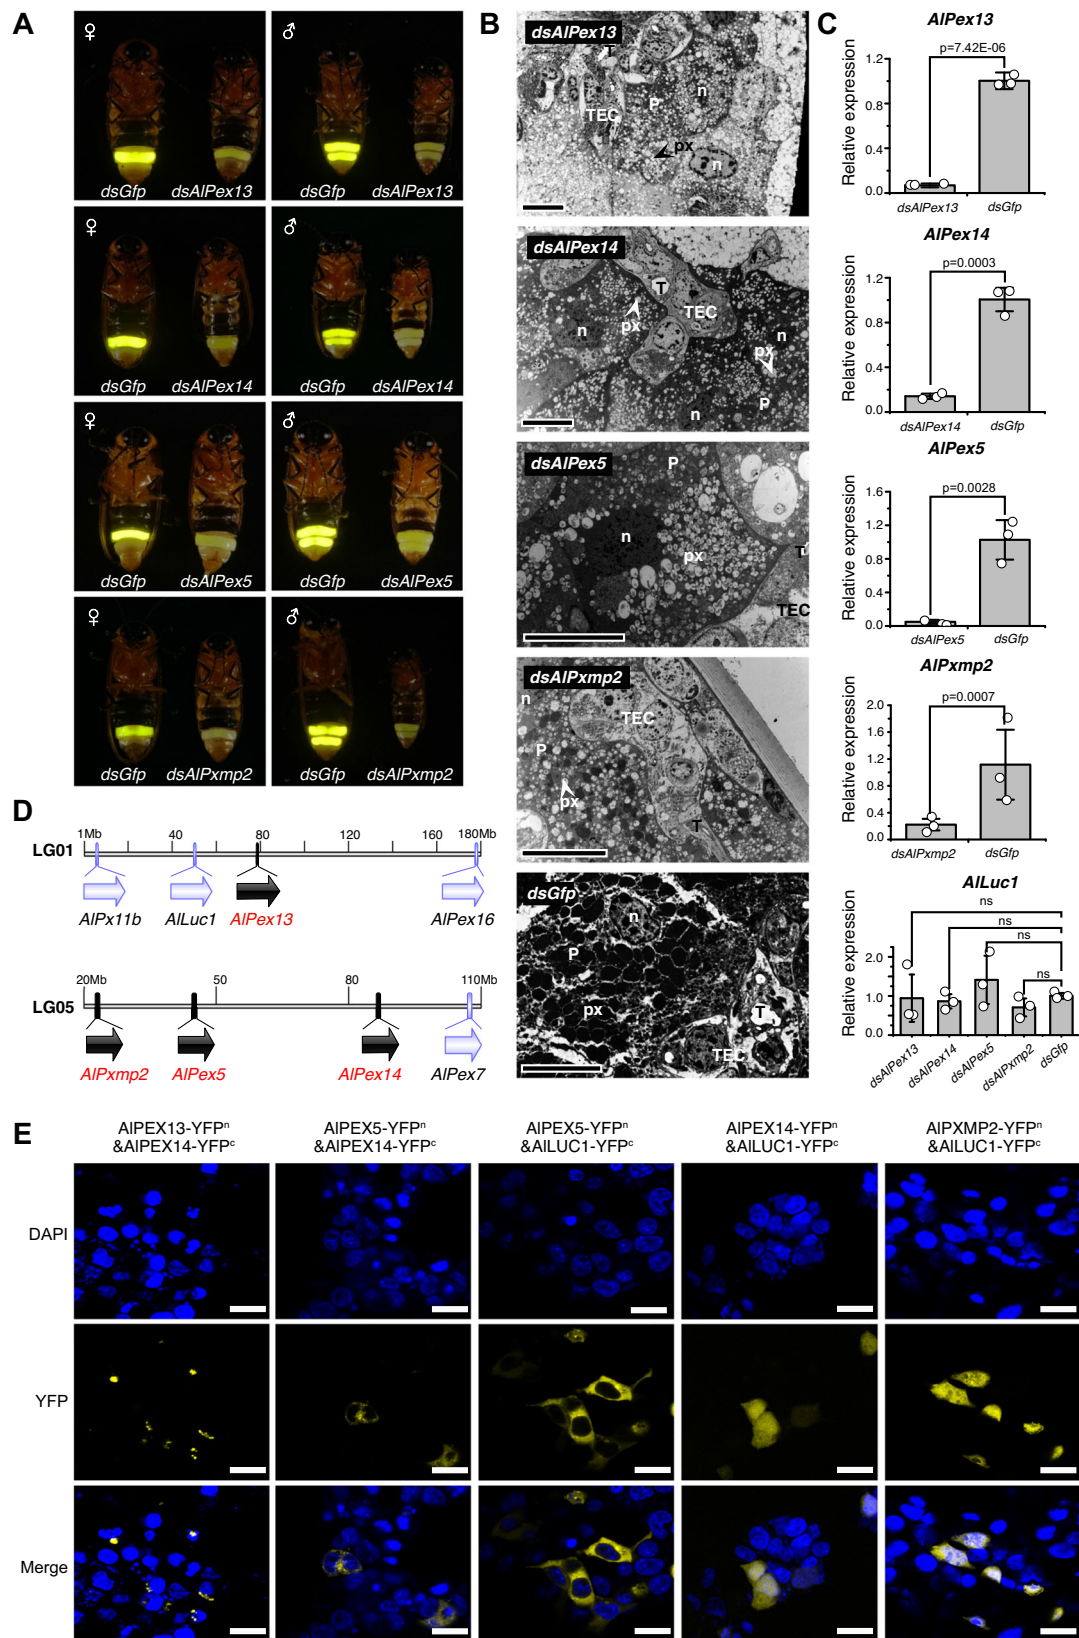 A
♀
♂
dsGfp dsAlPex13
dsGfp dsAlPex13
♀
♂
dsGfp dsAlPex14
dsGfp dsAlPex14
♀
♂
dsGfp dsAlPex5
dsGfp dsAlPex5
♀
♂
dsGfp dsAlPxmp2
dsGfp dsAlPxmp2
B
dsAlPex13
T
TEC
P
n
px
n
dsAlPex14
T
TEC
px
n
n
px
n
P
dsAlPex5
P
n
px
T
TEC
dsAlPxmp2
n
TEC
P
px
T
dsGfp
n
P
px
T
TEC
C
AlPex13
p=7.42E-06
Relative expression
1.2
0.8
0.4
0.0
dsAlPex13 dsGfp
AlPex14
p=0.0003
Relative expression
1.2
0.8
0.4
0.0
dsAlPex14 dsGfp
AlPex5
p=0.0028
Relative expression
1.6
1.2
0.8
0.4
0.0
dsAlPex5 dsGfp
AlPxmp2
p=0.0007
Relative expression
2.0
1.6
1.2
0.8
0.4
0.0
dsAlPxmp2 dsGfp
AlLuc1
ns
ns
ns
ns
Relative expression
2.0
1.0
0.0
dsAlPex13 dsAlPex14 dsAlPex5 dsAlPxmp2 dsGfp
D
1Mb 40 80 120 160 180Mb
LG01
AlPx11b AlLuc1 AlPex13 AlPex16
20Mb 50 80 110Mb
LG05
AlPxmp2 AlPex5 AlPex14 AlPex7
E
AlPEX13-YFPⁿ &AlPEX14-YFPᶜ
AlPEX5-YFPⁿ &AlPEX14-YFPᶜ
AlPEX5-YFPⁿ &AlLUC1-YFPᶜ
AlPEX14-YFPⁿ &AlLUC1-YFPᶜ
AlPXMP2-YFPⁿ &AlLUC1-YFPᶜ
DAPI
YFP
Merge